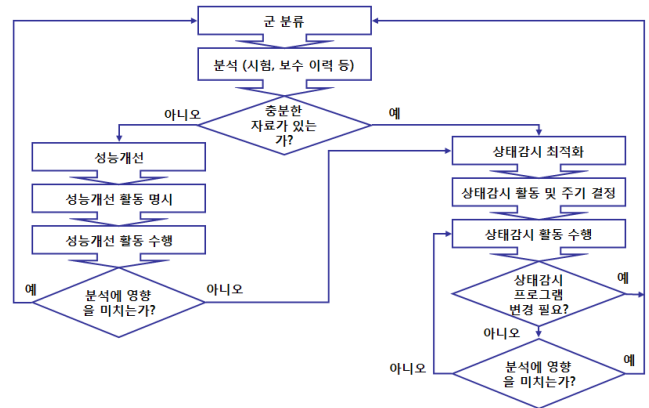 군 분류
분석 (시험, 보수 이력 등)
아니오
충분한
자료가 있는
가?
예
성능개선
상태감시 최적화
성능개선 활동 명시
상태감시 활동 및 주기 결정
성능개선 활동 수행
상태감시 활동 수행
예
분석에 영향
을 미치는가?
아니오
상태감시
프로그램
변경 필요?
예
아니오
아니오
분석에 영향
을 미치는가?
예